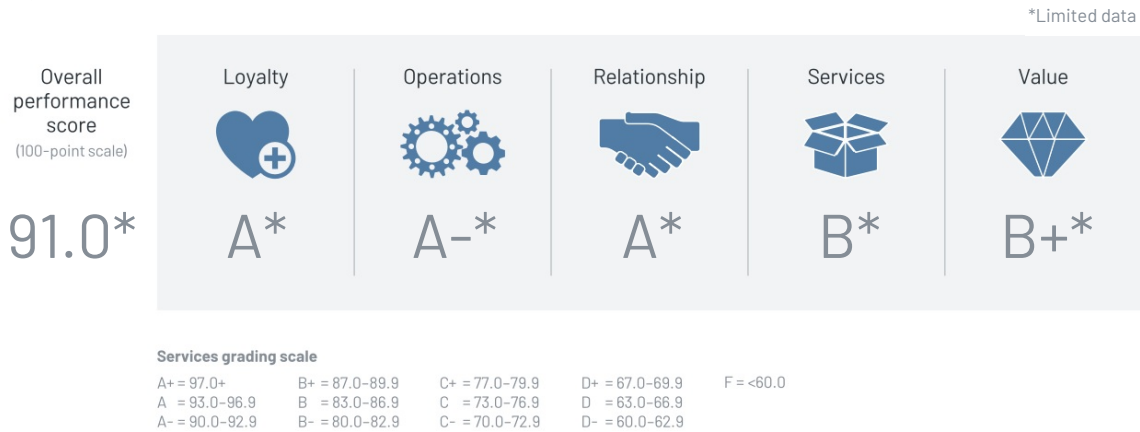 *Limited data
Overall
performance
score
(100-point scale)
91.0*
Loyalty
A*
Operations
A-*
Relationship
A*
Services
B*
Value
B+*
Services grading scale
A+ = 97.0+
A = 93.0–96.9
A- = 90.0–92.9
B+ = 87.0–89.9
B = 83.0–86.9
B- = 80.0–82.9
C+ = 77.0–79.9
C = 73.0–76.9
C- = 70.0–72.9
D+ = 67.0–69.9
D = 63.0–66.9
D- = 60.0–62.9
F = <60.0